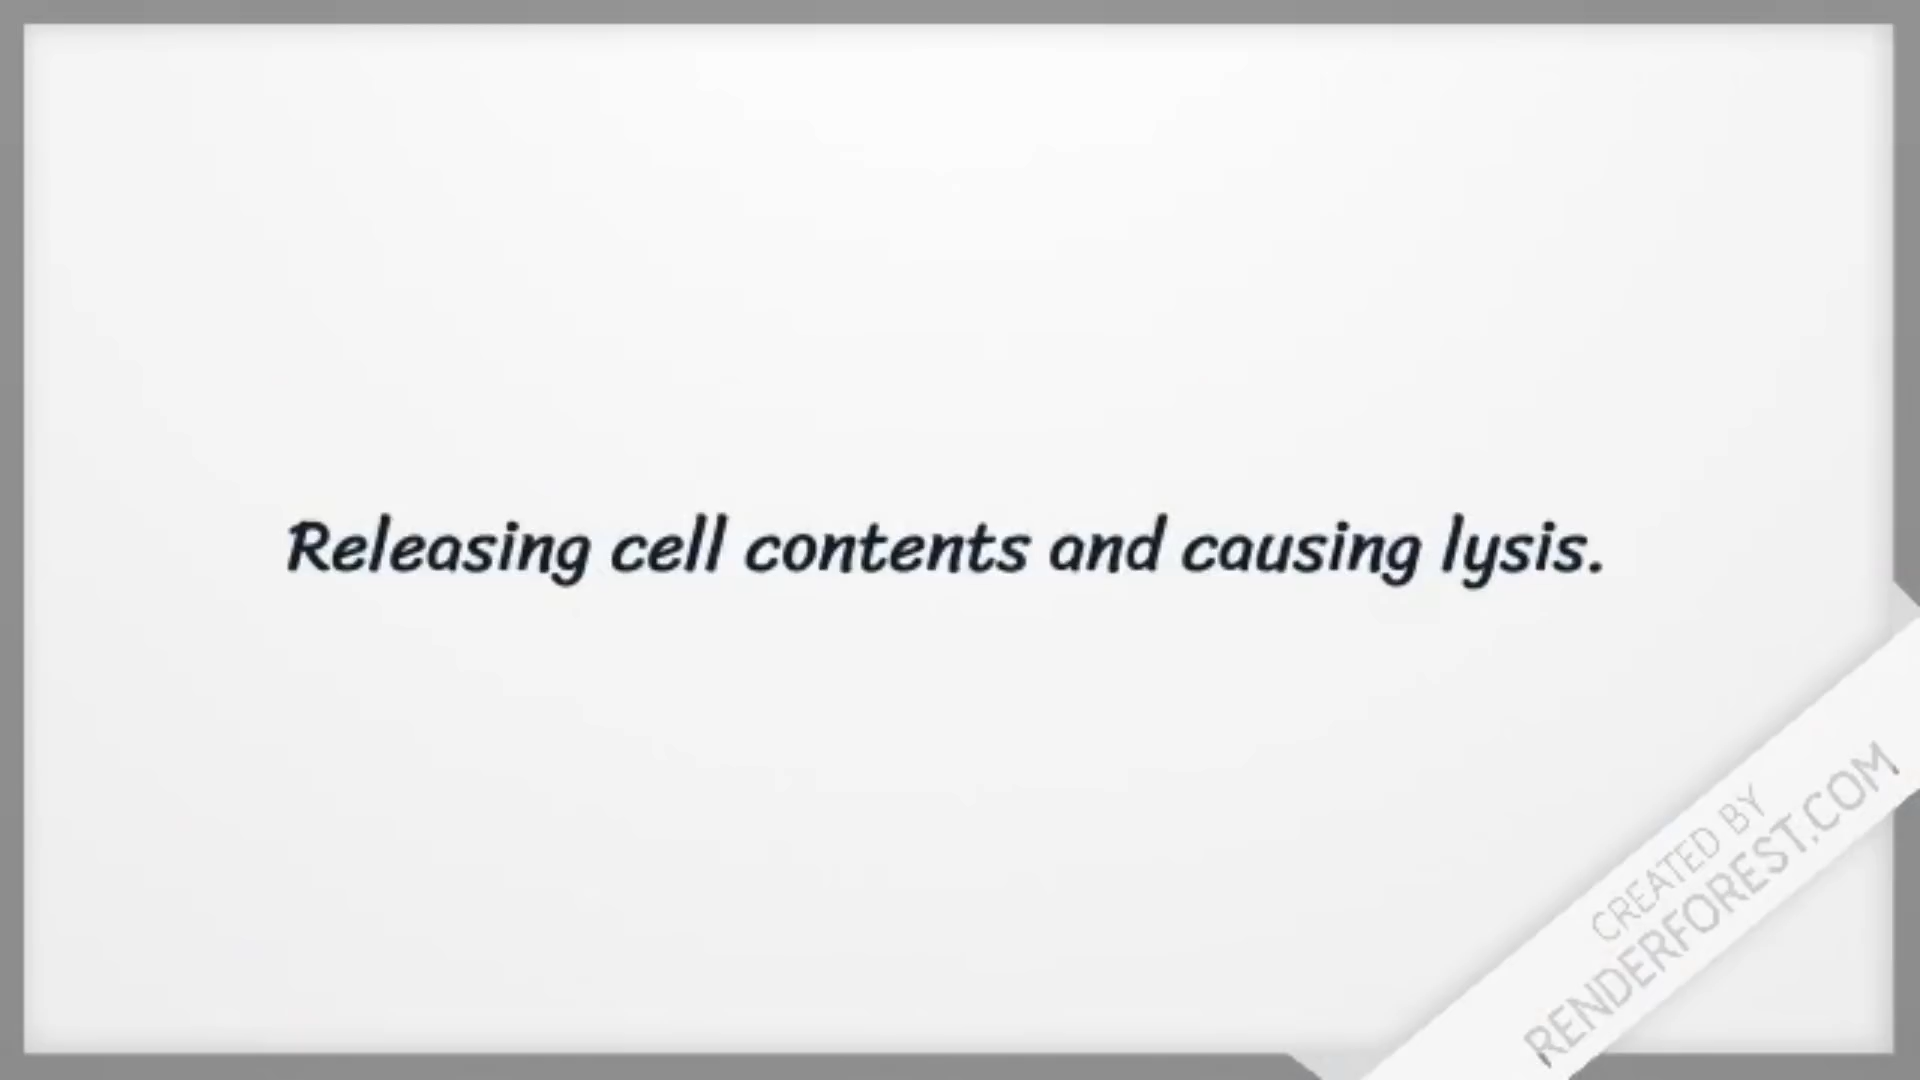 Releasing cell contents and causing lysis.
CREATED BY
RENDERFOREST.COM